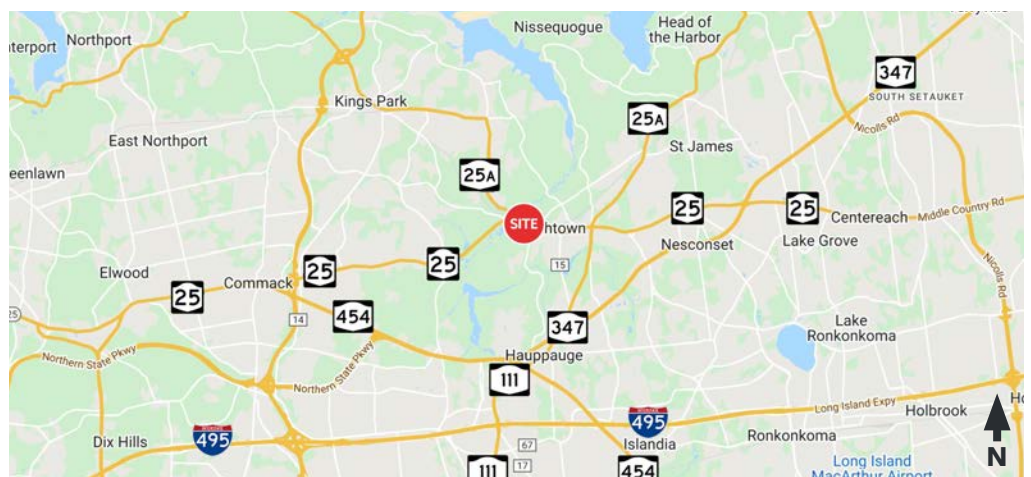 Northport
Nissequogue
Head of
the Harbor
347
SOUTH SETAUKET
Kings Park
Nicolls Rd
25A
East Northport
St James
25A
25
25
Centereach
Middle Country Rd
SITE
htown
Nesconset
Lake Grove
15
25
25
Elwood
Commack
25
Nicolls Rd
25
14
454
347
Lake
Ronkonkoma
Hauppauge
Northern State Pkwy
Northern State Pkwy
111
Long Island Expy
Holbrook
495
Dix Hills
495
Islandia
Ronkonkoma
67
17
111
454
Long Island
MacArthur Airport
N